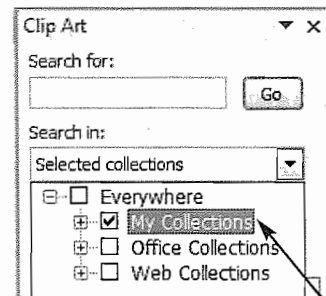 Clip Art
Search for:
Go
Search in:
Selected collections
Everywhere
My Collections
Office Collections
Web Collections